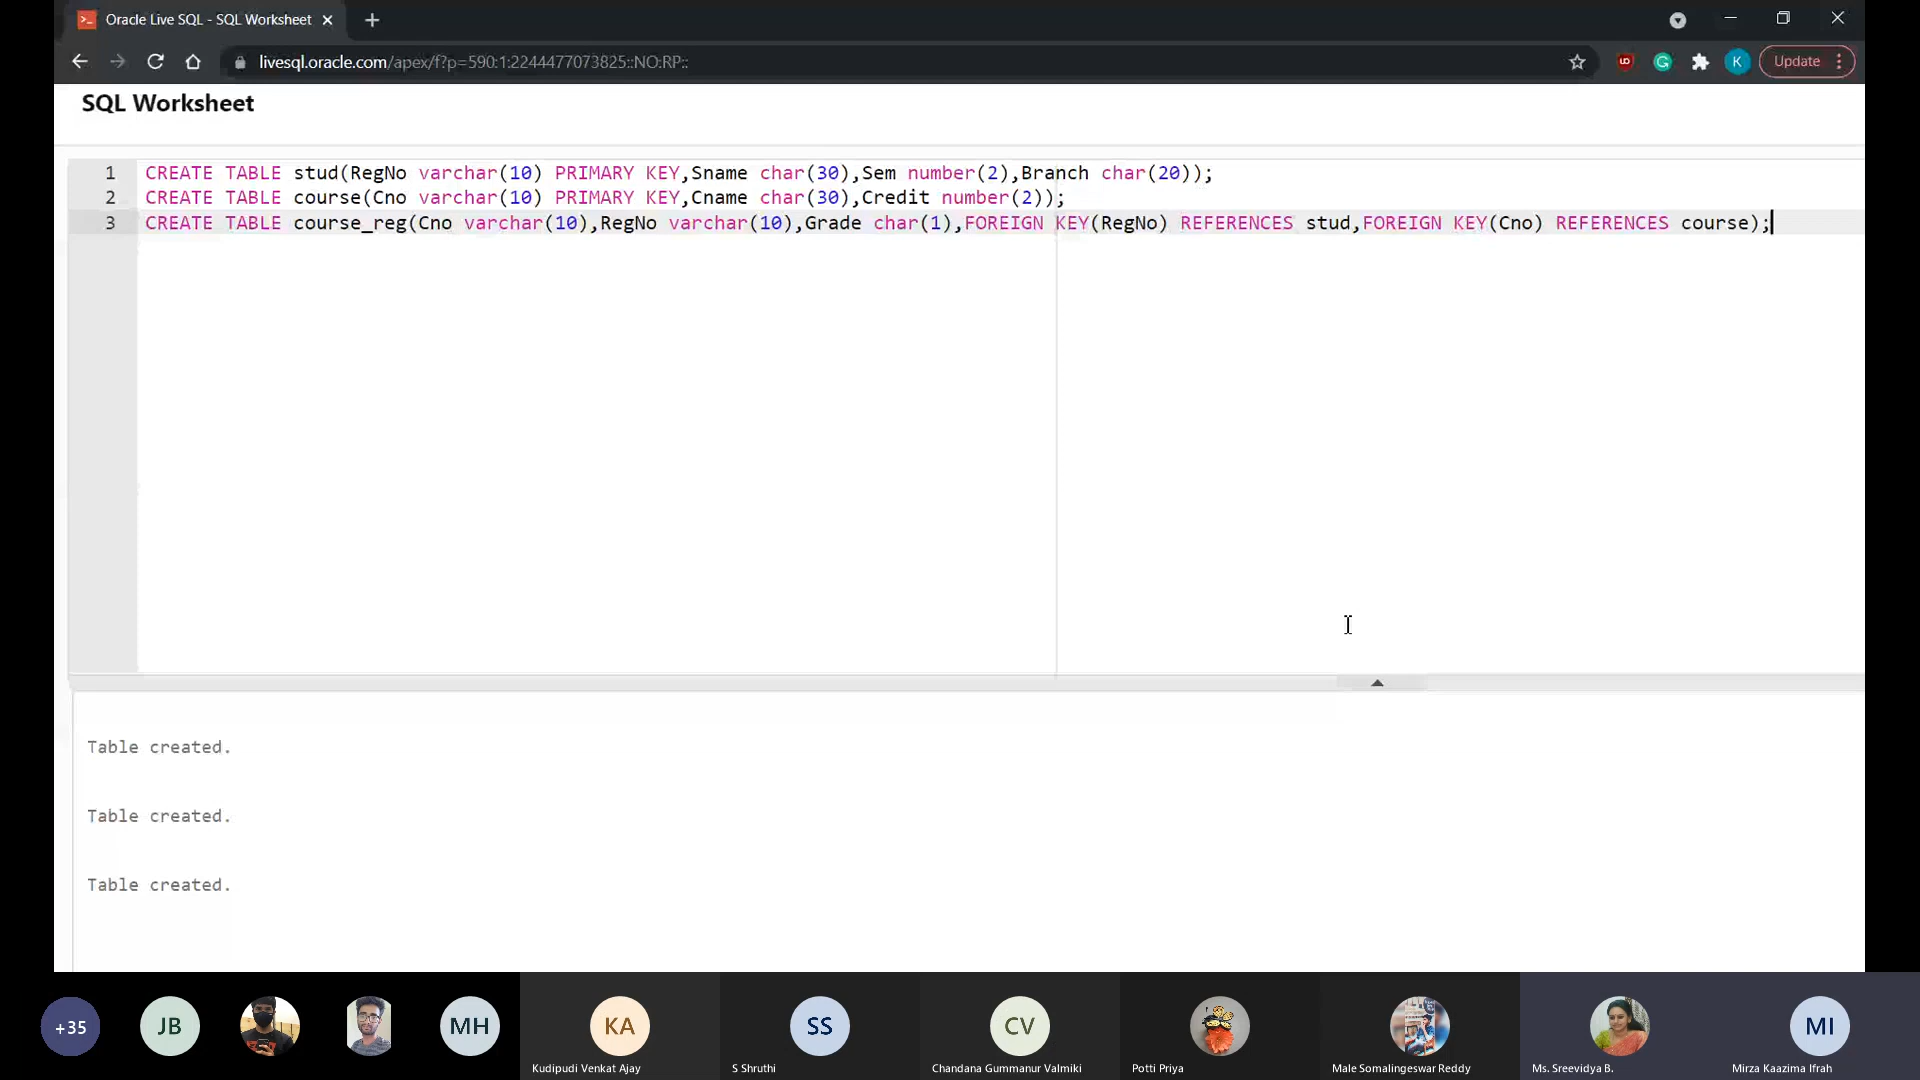 Oracle Live SQL - SQL Worksheet
livesql.oracle.com/apex/f?p=590:1:2244477073825::NO:RP::
K
Update
SQL Worksheet
1 CREATE TABLE stud(RegNo varchar(10) PRIMARY KEY,Sname char(30),Sem number(2),Branch char(20));
2 CREATE TABLE course(Cno varchar(10) PRIMARY KEY,Cname char(30),Credit number(2));
3 CREATE TABLE course_reg(Cno varchar(10),RegNo varchar(10),Grade char(1),FOREIGN KEY(RegNo) REFERENCES stud,FOREIGN KEY(Cno) REFERENCES course);
Table created.
Table created.
Table created.
+35
JB
MH
KA
SS
CV
MI
Kudipudi Venkat Ajay
S Shruthi
Chandana Gummanur Valmiki
Potti Priya
Male Somalingeswar Reddy
Ms. Sreevidya B.
Mirza Kaazima Ifrah